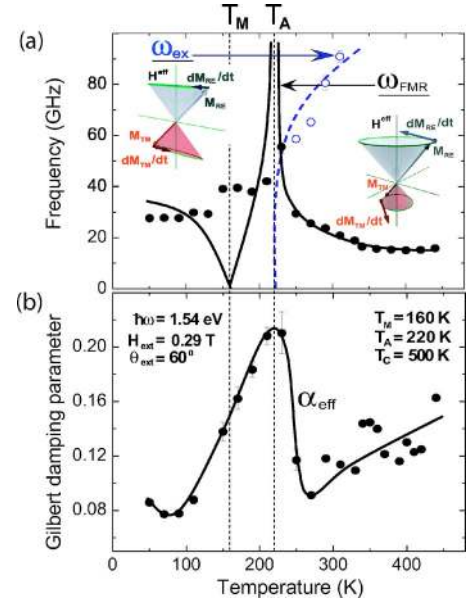 T_M T_A
(a)
ω_ex
ω_FMR
H^eff
dM_RE/dt
M_RE
M_TM
dM_TM/dt
H^eff
dM_RE/dt
M_RE
M_TM
dM_TM/dt
Frequency (GHz)
100
80
60
40
20
0
(b)
ħω = 1.54 eV
H_ext = 0.29 T
θ_ext = 60°
T_M = 160 K
T_A = 220 K
T_C = 500 K
α_eff
Gilbert damping parameter
0.20
0.16
0.12
0.08
0 100 200 300 400
Temperature (K)